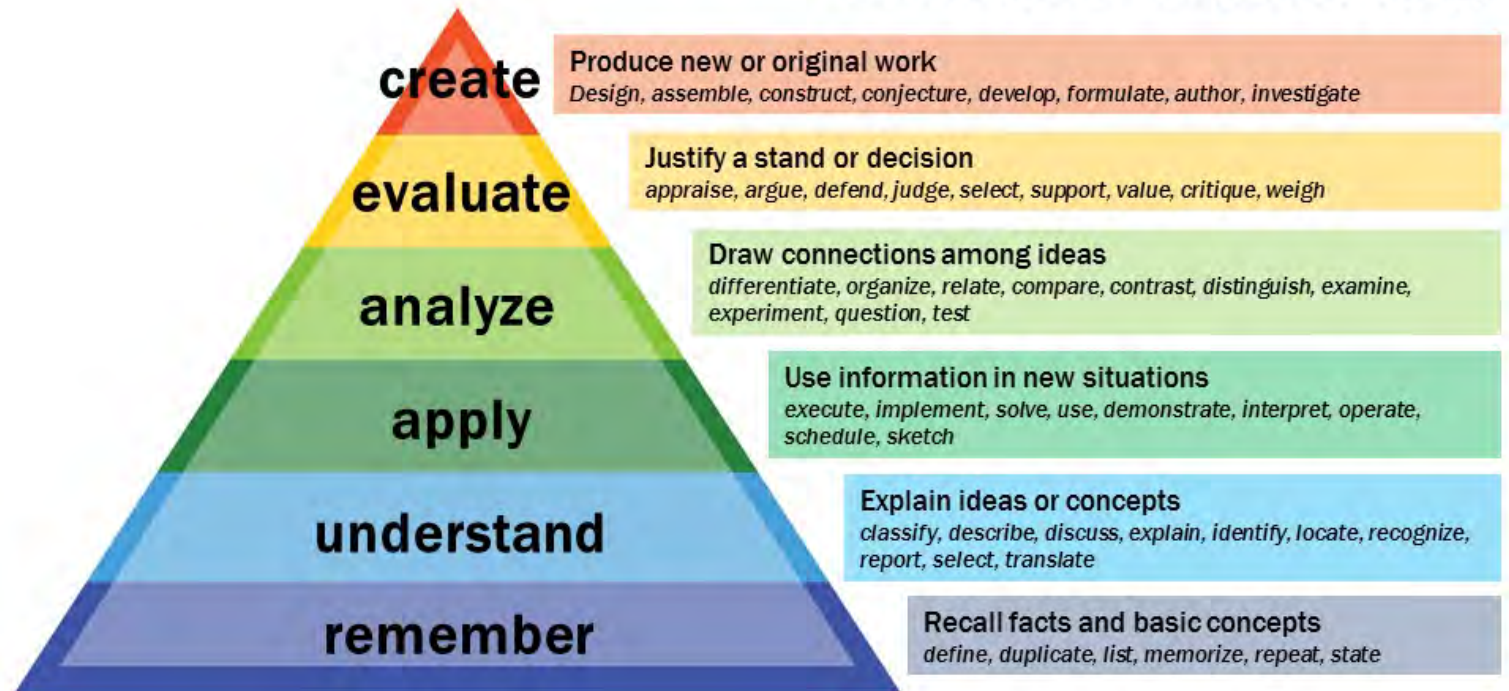 create
Produce new or original work
Design, assemble, construct, conjecture, develop, formulate, author, investigate
evaluate
Justify a stand or decision
appraise, argue, defend, judge, select, support, value, critique, weigh
analyze
Draw connections among ideas
differentiate, organize, relate, compare, contrast, distinguish, examine,
experiment, question, test
apply
Use information in new situations
execute, implement, solve, use, demonstrate, interpret, operate,
schedule, sketch
understand
Explain ideas or concepts
classify, describe, discuss, explain, identify, locate, recognize,
report, select, translate
remember
Recall facts and basic concepts
define, duplicate, list, memorize, repeat, state